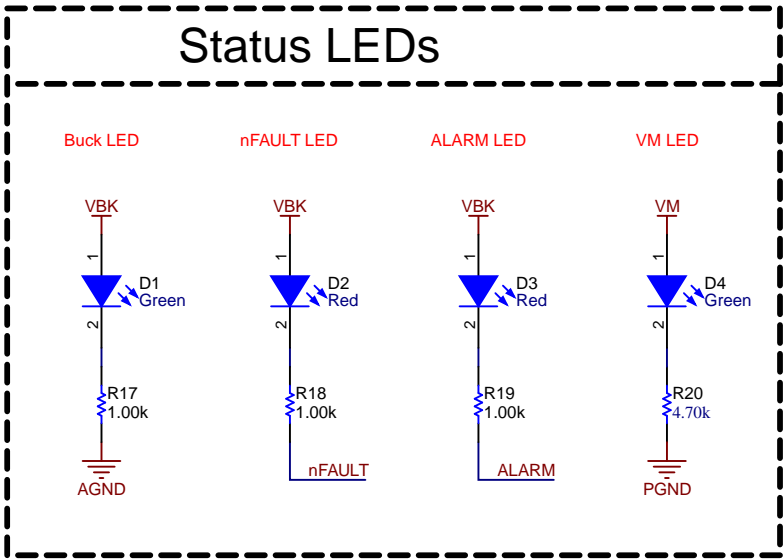 Status LEDs
Buck LED nFAULT LED ALARM LED VM LED
VBK VBK VBK VM
1 1 1 1
D1 D2 D3 D4
Green Red Red Green
2 2 2 2
R17 R18 R19 R20
1.00k 1.00k 1.00k 4.70k
nFAULT ALARM
AGND PGND